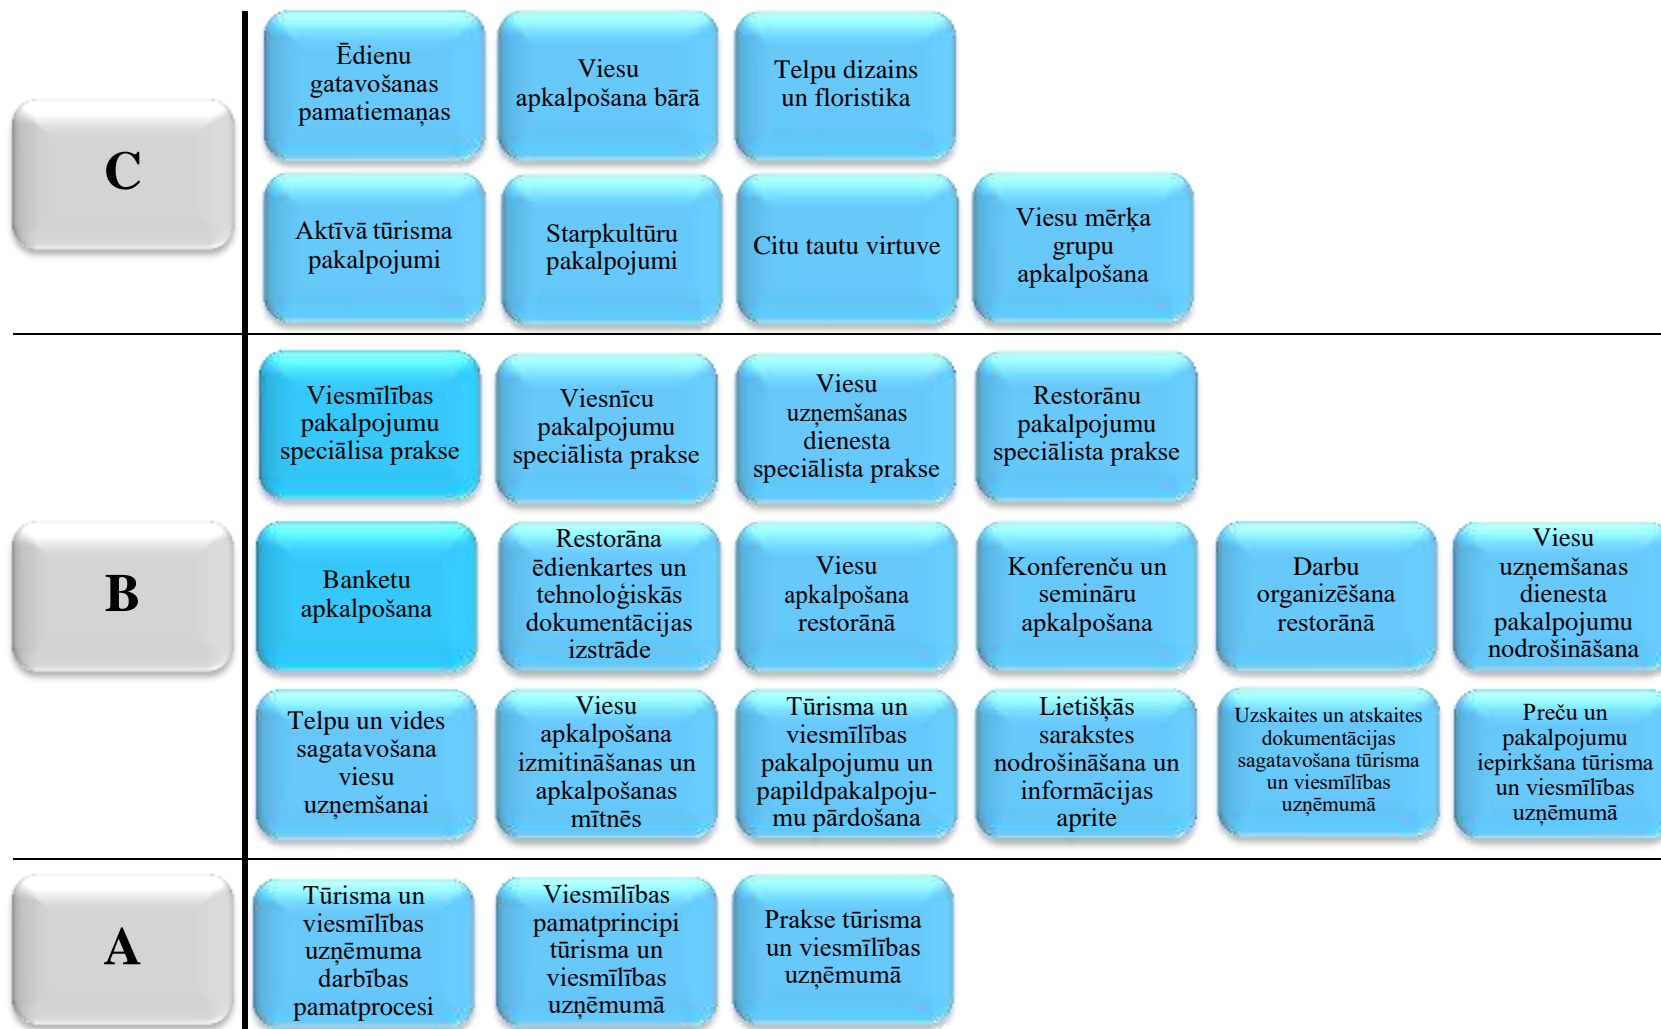 C
Ēdienu
gatavošanas
pamatiemaņas
Viesu
apkalpošana bārā
Telpu dizains
un floristika
Aktīvā tūrisma
pakalpojumi
Starpkultūru
pakalpojumi
Citu tautu virtuve
Viesu mērķa
grupu
apkalpošana
B
Viesmīlības
pakalpojumu
speciālisa prakse
Viesnīcu
pakalpojumu
speciālista prakse
Viesu
uzņemšanas
dienesta
speciālista prakse
Restorānu
pakalpojumu
speciālista prakse
Banketu
apkalpošana
Restorāna
ēdienkartes un
tehnoloģiskās
dokumentācijas
izstrāde
Viesu
apkalpošana
restorānā
Konferenču un
semināru
apkalpošana
Darbu
organizēšana
restorānā
Viesu
uzņemšanas
dienesta
pakalpojumu
nodrošināšana
Telpu un vides
sagatavošana
viesu
uzņemšanai
Viesu
apkalpošana
izmitināšanas un
apkalpošanas
mītnēs
Tūrisma un
viesmīlības
pakalpojumu un
papildpakalpoju-
mu pārdošana
Lietišķās
sarakstes
nodrošināšana un
informācijas
aprite
Uzskaites un atskaites
dokumentācijas
sagatavošana tūrisma
un viesmīlības
uzņēmumā
Preču un
pakalpojumu
iepirkšana tūrisma
un viesmīlības
uzņēmumā
A
Tūrisma un
viesmīlības
uzņēmuma
darbības
pamatprocesi
Viesmīlības
pamatprincipi
tūrisma un
viesmīlības
uzņēmumā
Prakse tūrisma
un viesmīlības
uzņēmumā